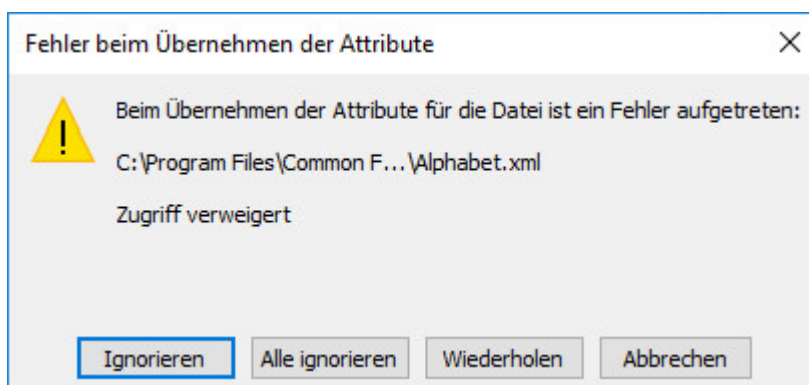 Fehler beim Übernehmen der Attribute
Beim Übernehmen der Attribute für die Datei ist ein Fehler aufgetreten:
C:\Program Files\Common F...\Alphabet.xml
Zugriff verweigert
Ignorieren Alle ignorieren Wiederholen Abbrechen